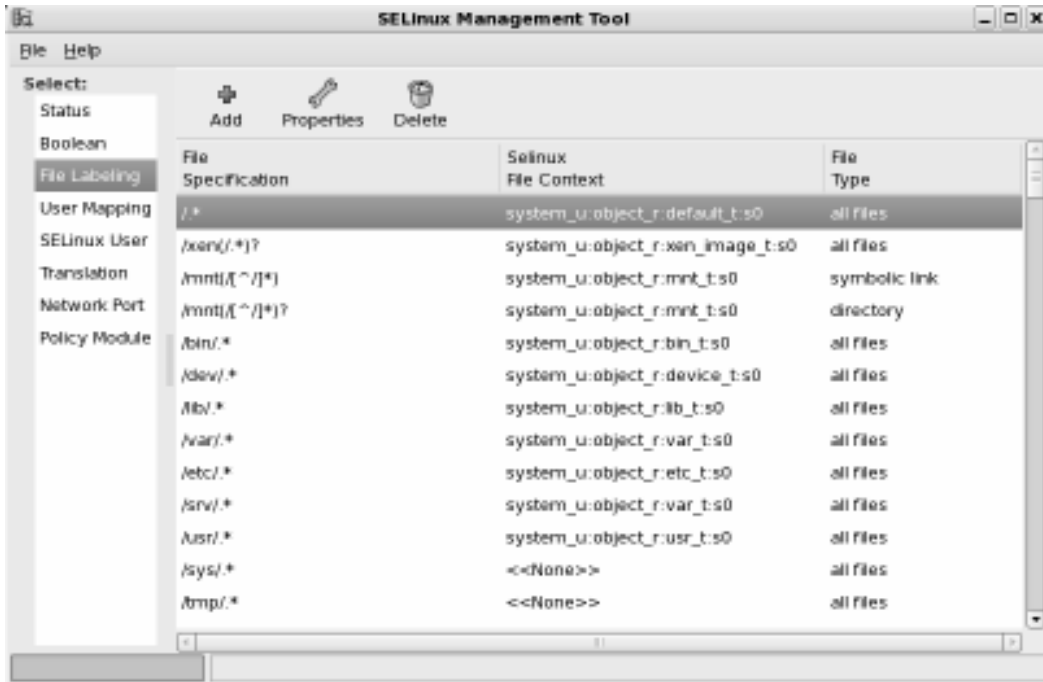 SELinux Management Tool
File Help
Select:
Status
Boolean
File Labeling
User Mapping
SELinux User
Translation
Network Port
Policy Module
Add Properties Delete
File Specification Selinux File Context File Type
/.* system_u:object_r:default_t:s0 all files
/xen(/.*)? system_u:object_r:xen_image_t:s0 all files
/mnt(/[^/]*) system_u:object_r:mnt_t:s0 symbolic link
/mnt(/[^/]*)? system_u:object_r:mnt_t:s0 directory
/bin/.* system_u:object_r:bin_t:s0 all files
/dev/.* system_u:object_r:device_t:s0 all files
/lib/.* system_u:object_r:lib_t:s0 all files
/var/.* system_u:object_r:var_t:s0 all files
/etc/.* system_u:object_r:etc_t:s0 all files
/srv/.* system_u:object_r:var_t:s0 all files
/usr/.* system_u:object_r:usr_t:s0 all files
/sys/.* <<None>> all files
/tmp/.* <<None>> all files